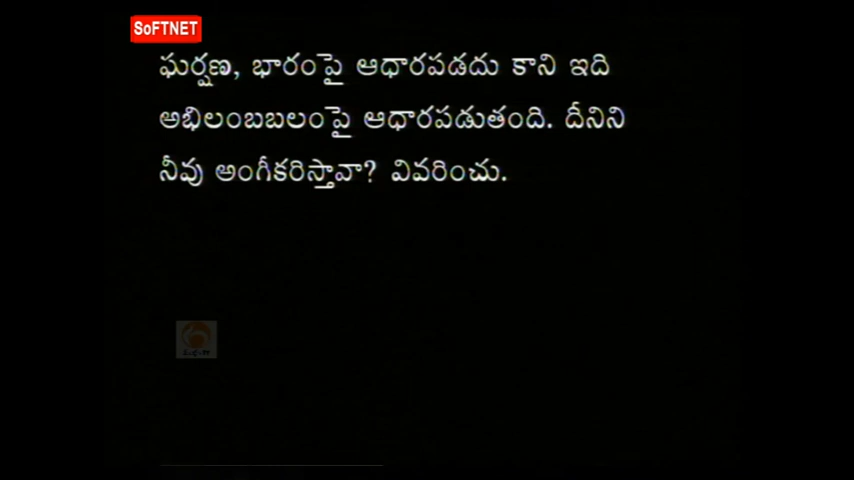 SoFTNET
ఘర్షణ, భారంపై ఆధారపడదు కాని ఇది
అభిలంబబలంపై ఆధారపడుతుంది. దీనిని
నీవు అంగీకరిస్తావా? వివరించు.